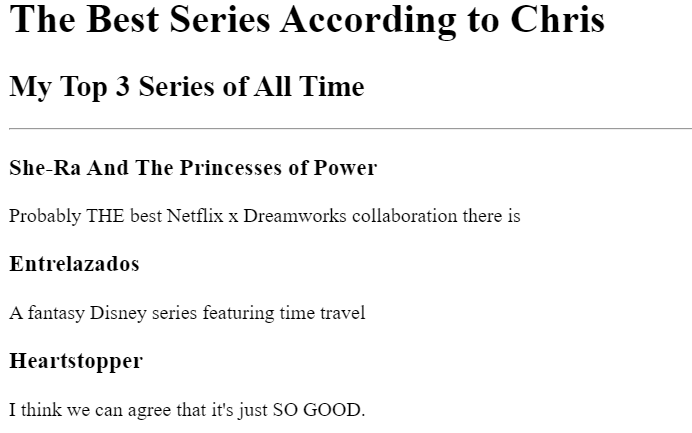 The Best Series According to Chris
My Top 3 Series of All Time
She-Ra And The Princesses of Power
Probably THE best Netflix x Dreamworks collaboration there is
Entrelazados
A fantasy Disney series featuring time travel
Heartstopper
I think we can agree that it's just SO GOOD.